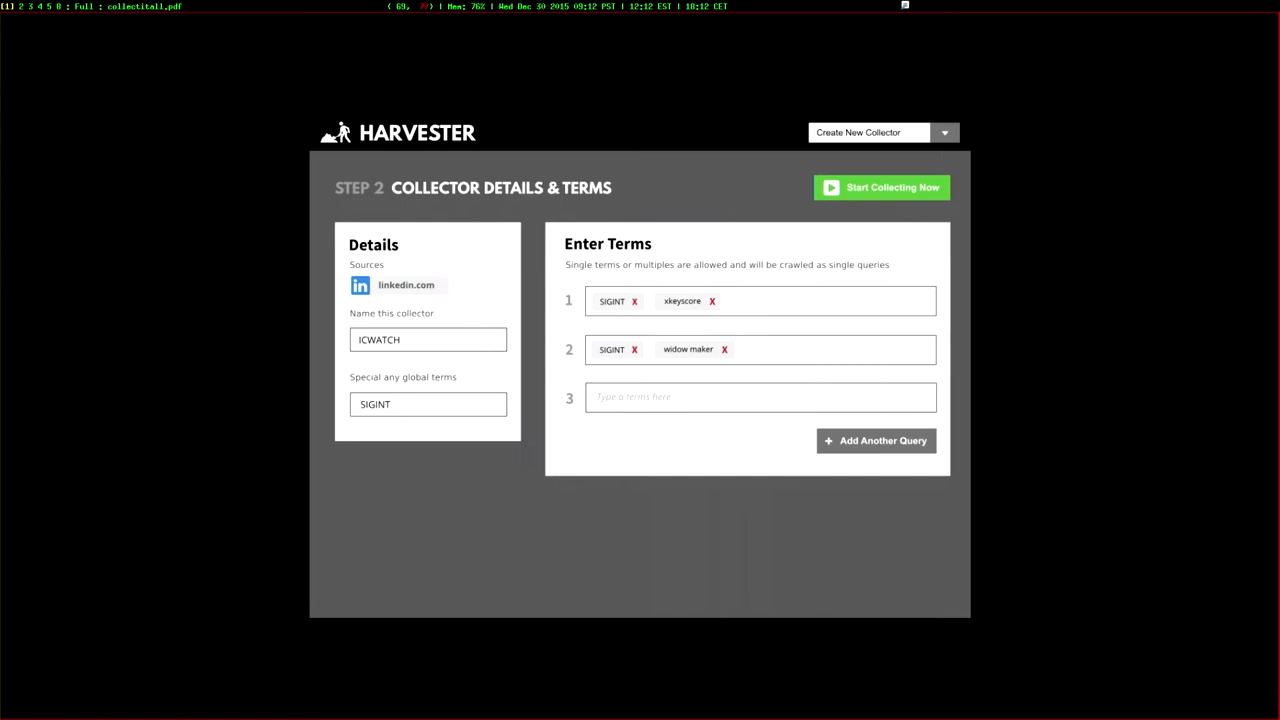 [1] 2 3 4 5 8 : Full : collectitall.pdf ( 69, 77) | Mem: 76% | Wed Dec 30 2015 09:12 PST | 12:12 EST | 18:12 CET
HARVESTER
Create New Collector
STEP 2 COLLECTOR DETAILS & TERMS
Start Collecting Now
Details
Sources
in linkedin.com
Name this collector
ICWATCH
Special any global terms
SIGINT
Enter Terms
Single terms or multiples are allowed and will be crawled as single queries
1 SIGINT X xkeyscore X
2 SIGINT X widow maker X
3 Type a terms here
+ Add Another Query